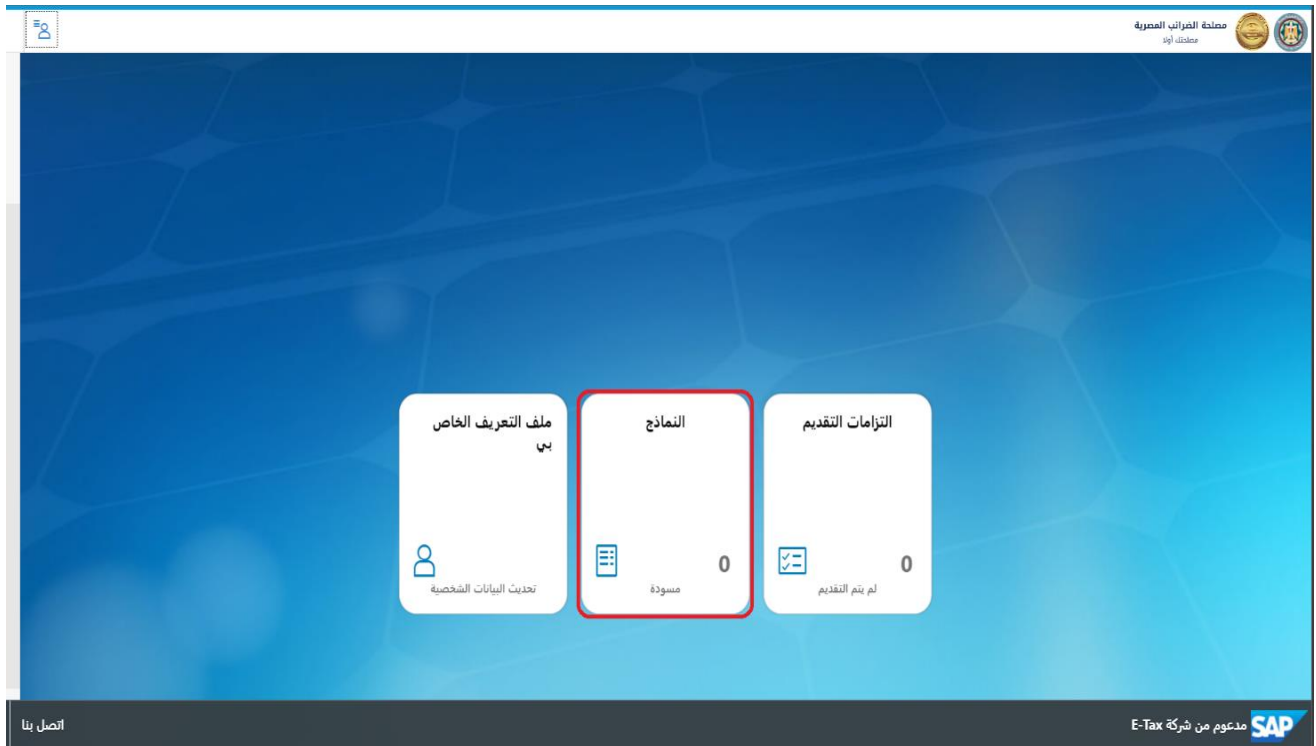 مصلحة الضرائب المصرية
مصلحتك أولا
التزامات التقديم
0
لم يتم التقديم
النماذج
0
مسودة
ملف التعريف الخاص
بي
تحديث البيانات الشخصية
SAP مدعوم من شركة E-Tax
اتصل بنا